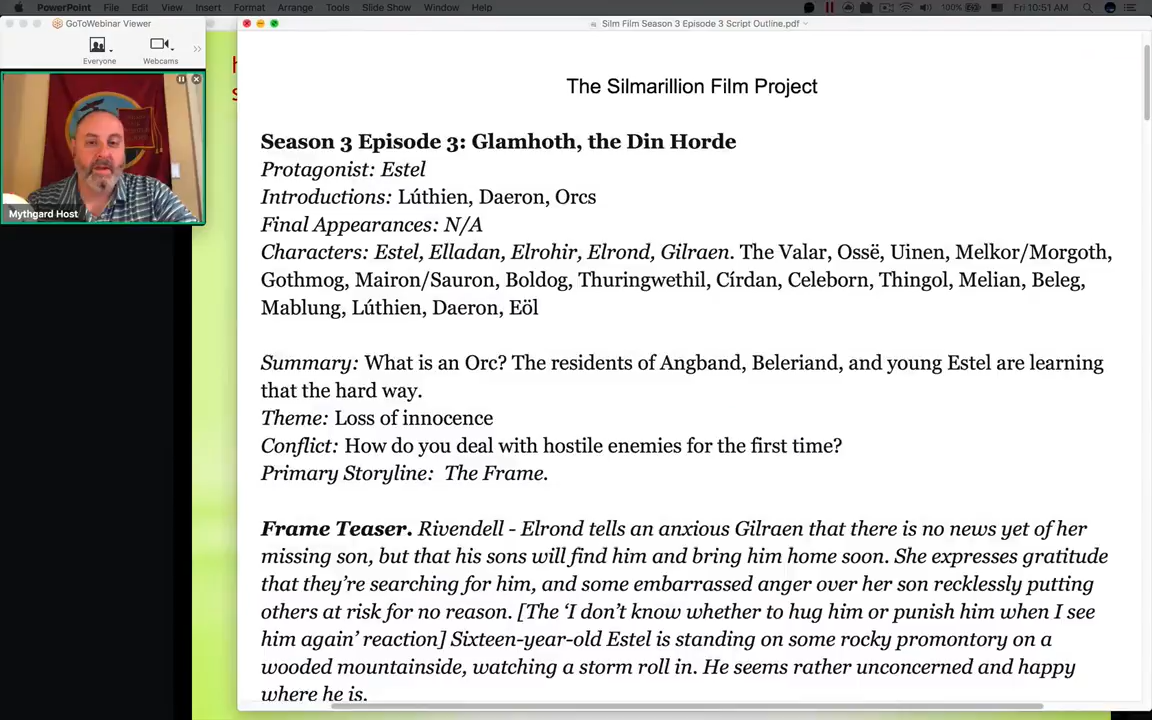 PowerPoint File Edit View Insert Format Arrange Tools Slide Show Window Help 100% Fri 10:51 AM
GoToWebinar Viewer
Silm Film Season 3 Episode 3 Script Outline.pdf
Everyone Webcams
Mythgard Host
The Silmarillion Film Project
Season 3 Episode 3: Glamhoth, the Din Horde
Protagonist: Estel
Introductions: Lúthien, Daeron, Orcs
Final Appearances: N/A
Characters: Estel, Elladan, Elrohir, Elrond, Gilraen. The Valar, Ossë, Uinen, Melkor/Morgoth,
Gothmog, Mairon/Sauron, Boldog, Thuringwethil, Círdan, Celeborn, Thingol, Melian, Beleg,
Mablung, Lúthien, Daeron, Eöl
Summary: What is an Orc? The residents of Angband, Beleriand, and young Estel are learning
that the hard way.
Theme: Loss of innocence
Conflict: How do you deal with hostile enemies for the first time?
Primary Storyline: The Frame.
Frame Teaser. Rivendell - Elrond tells an anxious Gilraen that there is no news yet of her
missing son, but that his sons will find him and bring him home soon. She expresses gratitude
that they’re searching for him, and some embarrassed anger over her son recklessly putting
others at risk for no reason. [The ‘I don’t know whether to hug him or punish him when I see
him again’ reaction] Sixteen-year-old Estel is standing on some rocky promontory on a
wooded mountainside, watching a storm roll in. He seems rather unconcerned and happy
where he is.